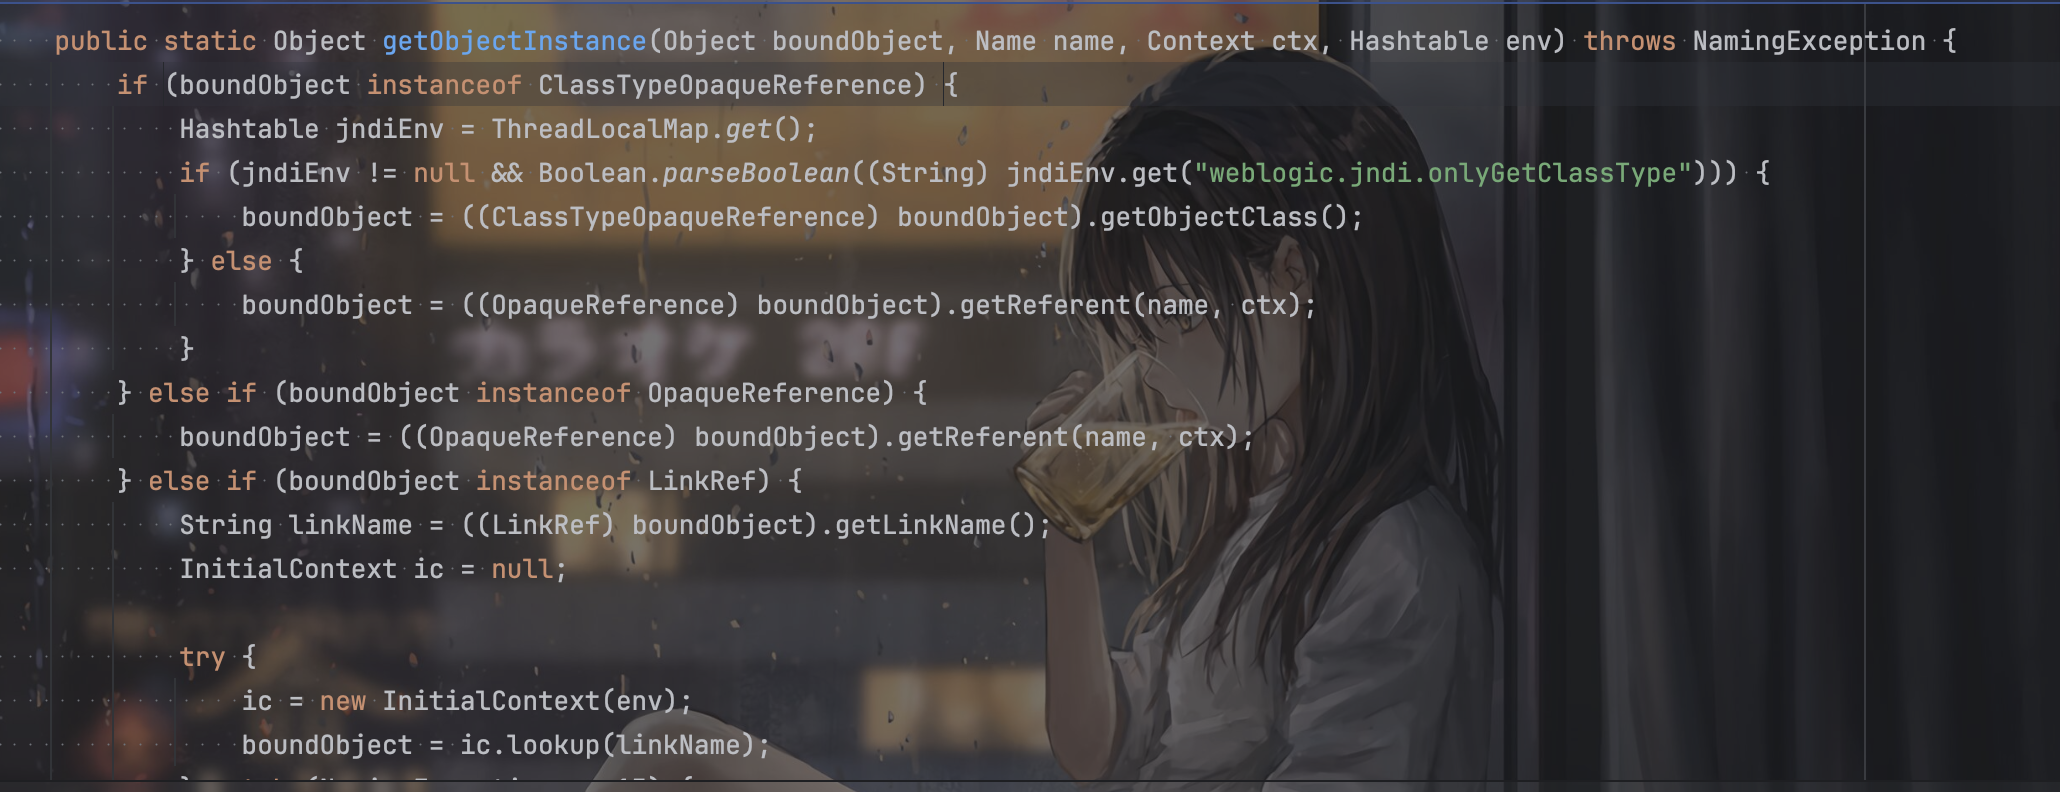 public static Object getObjectInstance(Object boundObject, Name name, Context ctx, Hashtable env) throws NamingException {
if (boundObject instanceof ClassTypeOpaqueReference) {
Hashtable jndiEnv = ThreadLocalMap.get();
if (jndiEnv != null && Boolean.parseBoolean((String) jndiEnv.get("weblogic.jndi.onlyGetClassType"))) {
boundObject = ((ClassTypeOpaqueReference) boundObject).getObjectClass();
} else {
boundObject = ((OpaqueReference) boundObject).getReferent(name, ctx);
}
} else if (boundObject instanceof OpaqueReference) {
boundObject = ((OpaqueReference) boundObject).getReferent(name, ctx);
} else if (boundObject instanceof LinkRef) {
String linkName = ((LinkRef) boundObject).getLinkName();
InitialContext ic = null;
try {
ic = new InitialContext(env);
boundObject = ic.lookup(linkName);
カラオケ